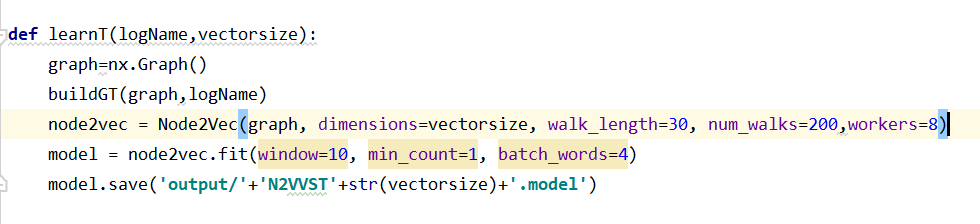 def learnT(logName,vectorsize):
    graph=nx.Graph()
    buildGT(graph,logName)
    node2vec = Node2Vec(graph, dimensions=vectorsize, walk_length=30, num_walks=200,workers=8)
    model = node2vec.fit(window=10, min_count=1, batch_words=4)
    model.save('output/'+'N2VVST'+str(vectorsize)+'.model')